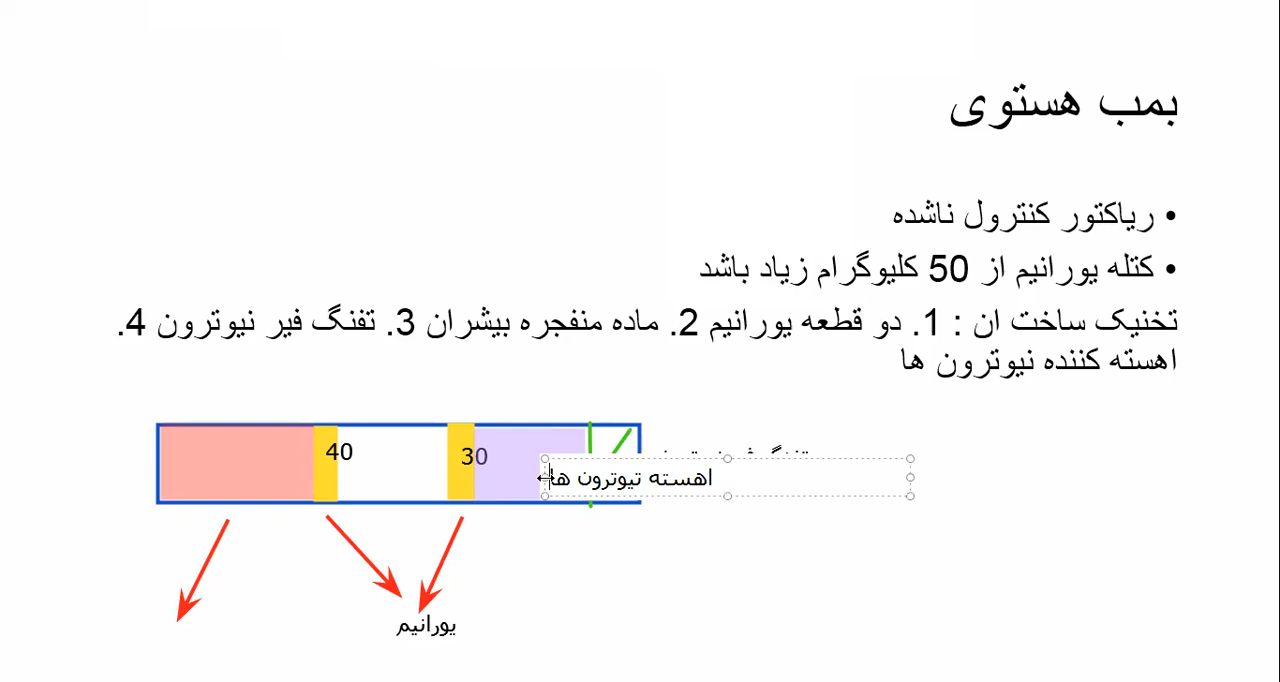 بمب هستوی
• ریاکتور کنترول ناشده
• کتله یورانیم از 50 کلیوگرام زیاد باشد
تخنیک ساخت ان : 1. دو قطعه یورانیم 2. ماده منفجره بیشران 3. تفنگ فیر نیوترون 4.
اهسته کننده نیوترون ها
40
30
اهسته تیوترون ها
یورانیم